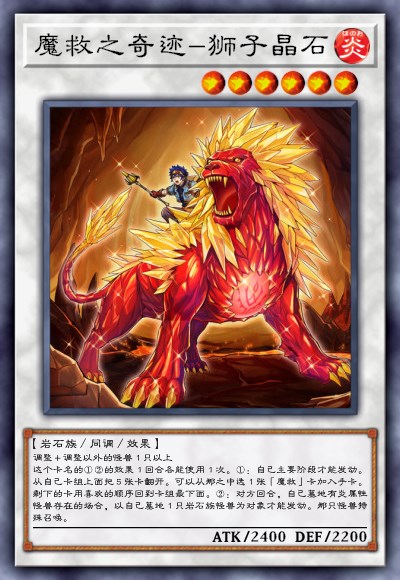 魔救之奇迹-狮子晶石
ほのお
炎
【岩石族/同调/效果】
调整+调整以外的怪兽1只以上
这个卡名的①②的效果1回合各能使用1次。①:自己主要阶段才能发动。
从自己卡组上面把5张卡翻开。可以从那之中选1张「魔救」卡加入手卡。
剩下的卡用喜欢的顺序回到卡组最下面。②:对方回合,自己墓地有炎属性
怪兽存在的场合,以自己墓地1只岩石族怪兽为对象才能发动。那只怪兽特
殊召唤。
ATK/2400 DEF/2200